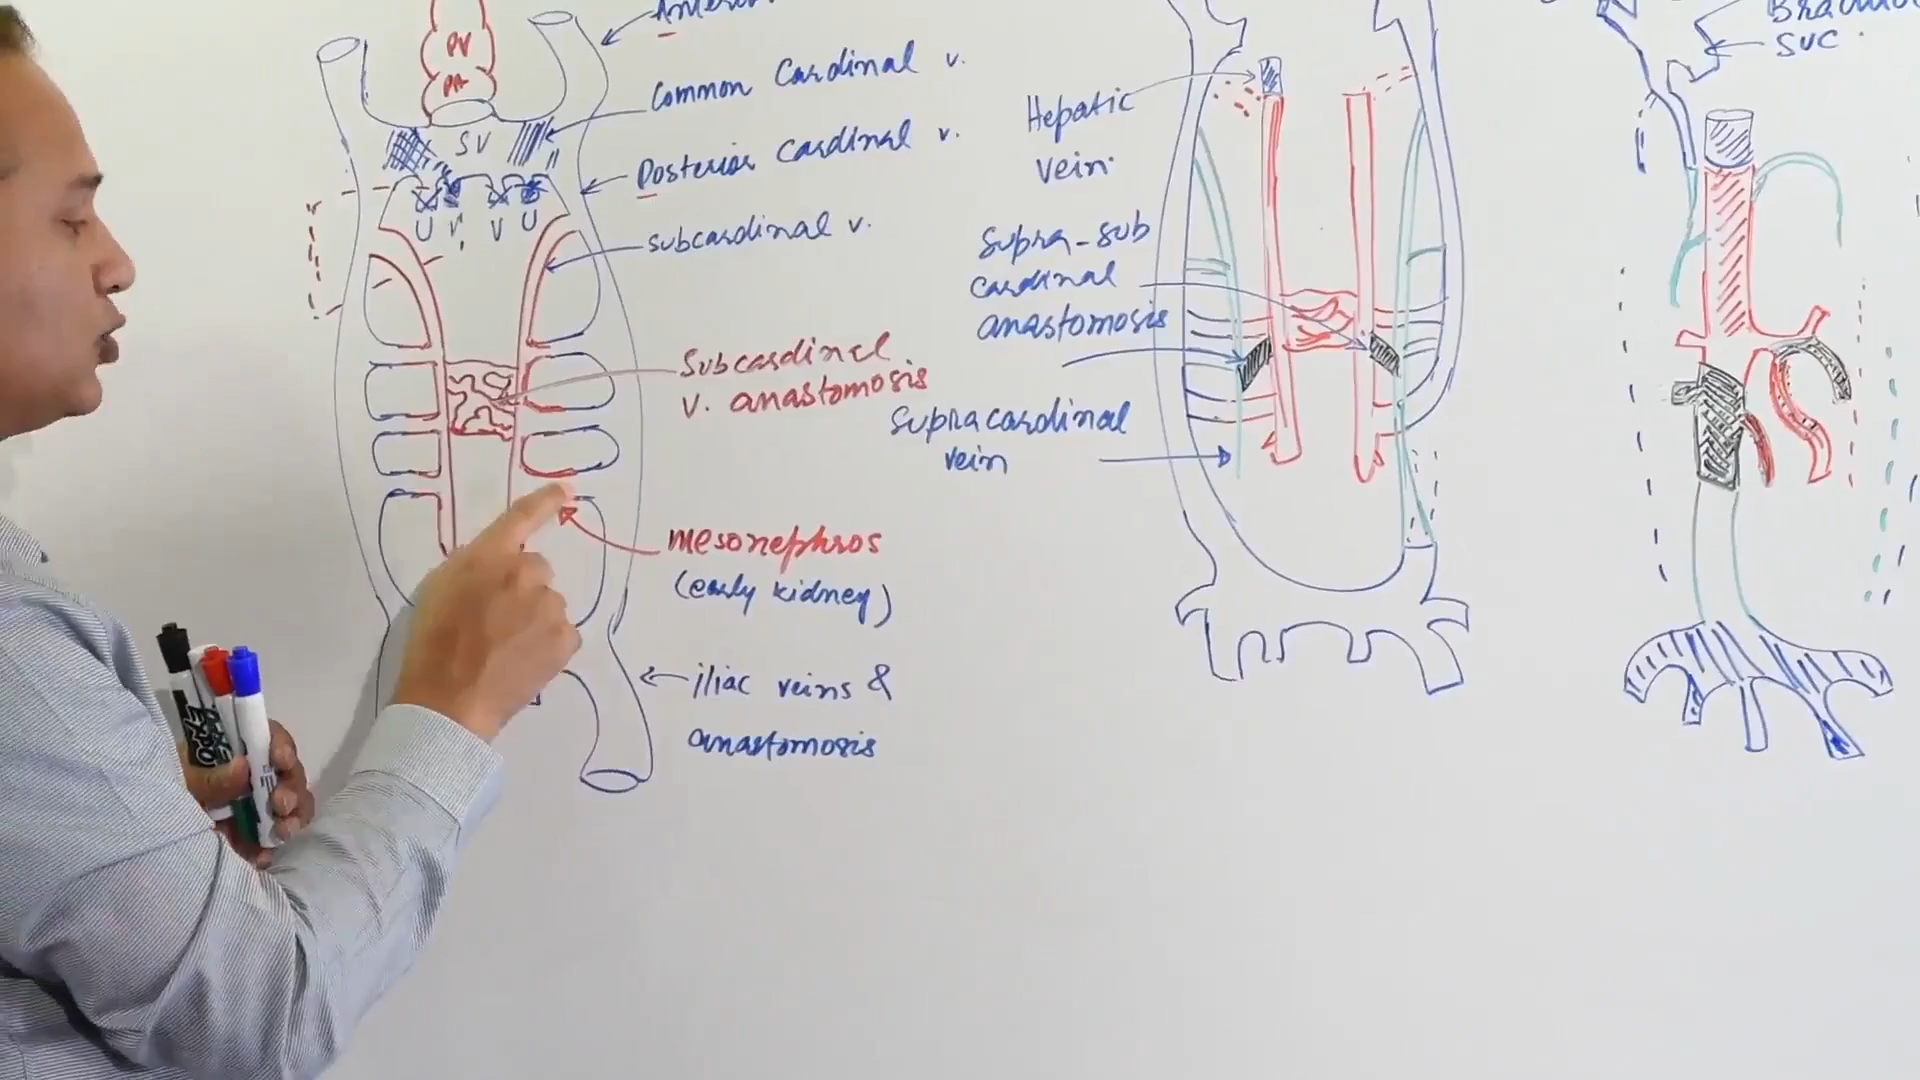 PV
PA
SV
U V V U
Common Cardinal v.
Posterior Cardinal v.
subcardinal v.
Subcardinal
v. anastomosis
mesonephros
(early kidney)
iliac veins &
anastomosis
Hepatic
vein.
Supra-sub
cardinal
anastomosis
Supracardinal
vein
SVC
EXPO